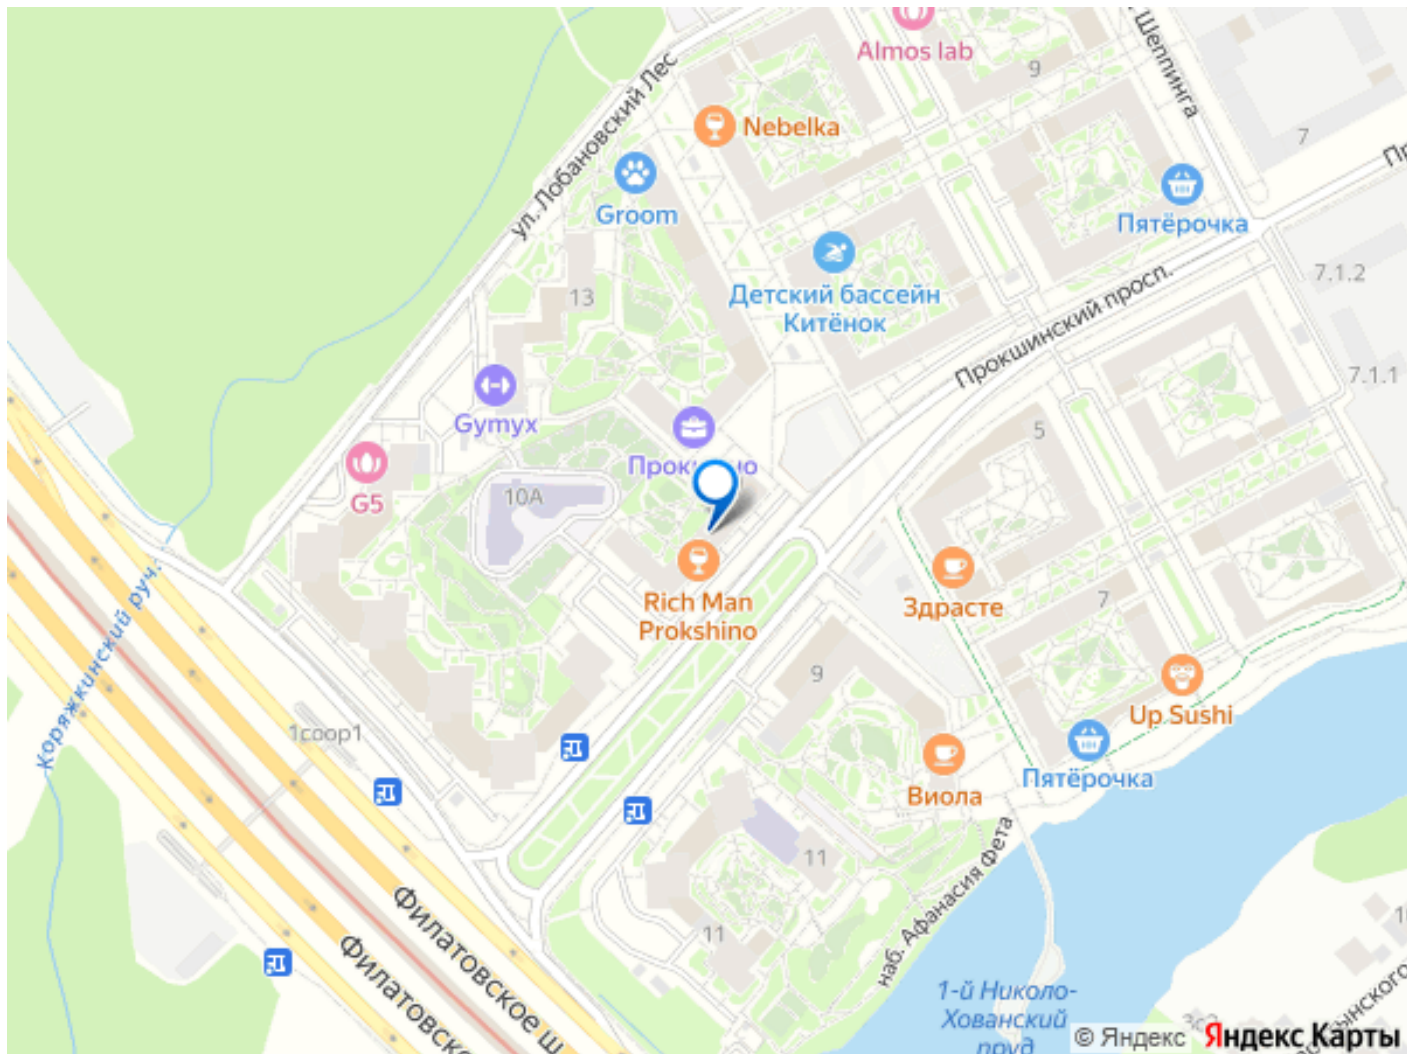 Almos lab
9
Шеппинга
7
Nebelka
ул. Лобановский Лес
Groom
Пятёрочка
7.1.2
Детский бассейн
Китёнок
13
Прокшинский просп.
7.1.1
Gymyx
5
10А
G5
Rich Man
Prokshino
Здрасте
7
Коряжкинский руч.
9
Up Sushi
1соор1
Пятёрочка
Виола
11
11
наб. Афанасия Фета
Филатовское ш
Филатовск
1-й Николо-
Хованский
пруд
© Яндекс Яндекс Карты